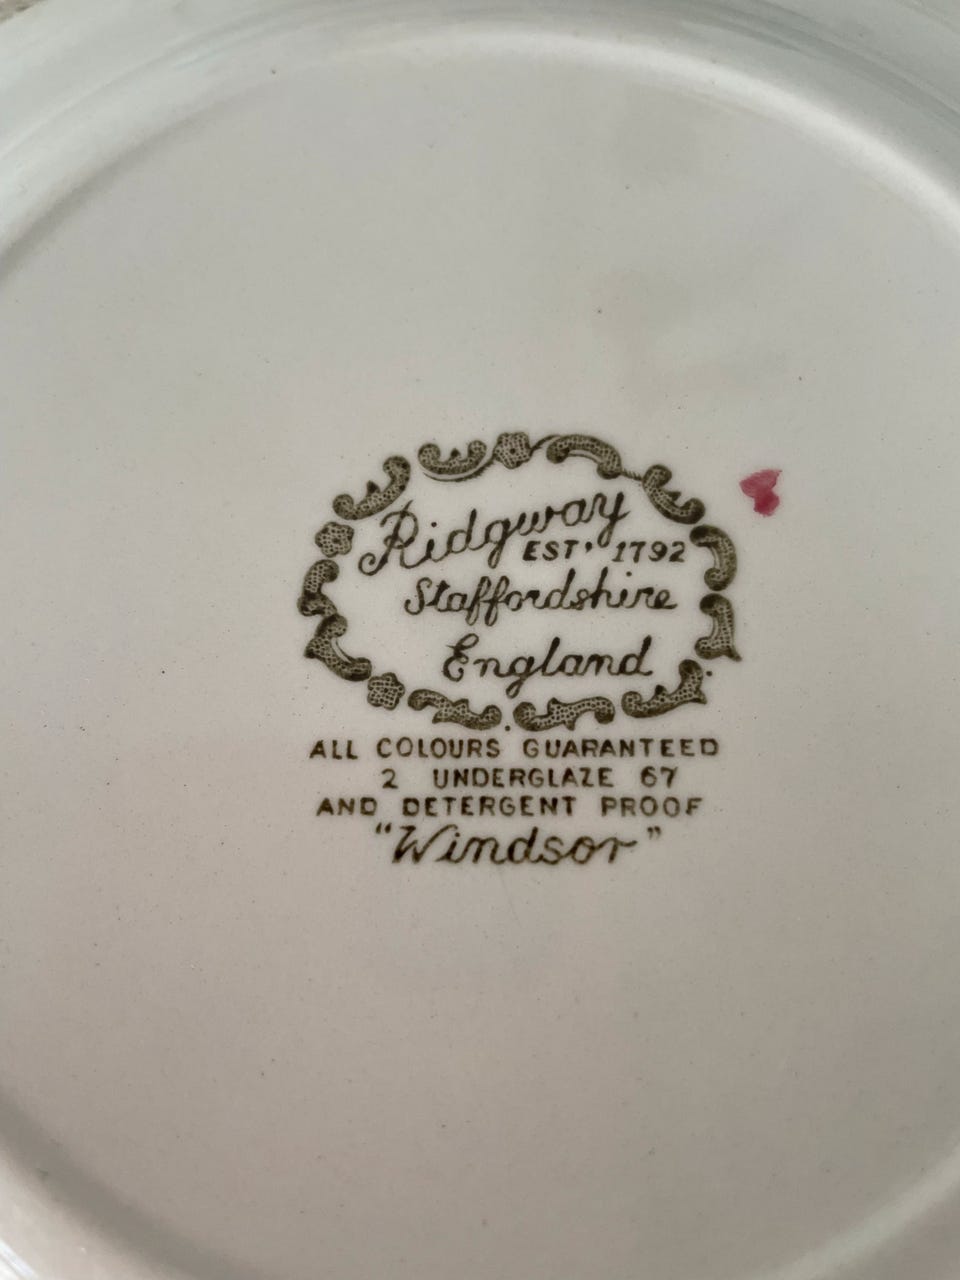 Ridgway
EST. 1792
Staffordshire
England
ALL COLOURS GUARANTEED
2 UNDERGLAZE 67
AND DETERGENT PROOF
"Windsor"